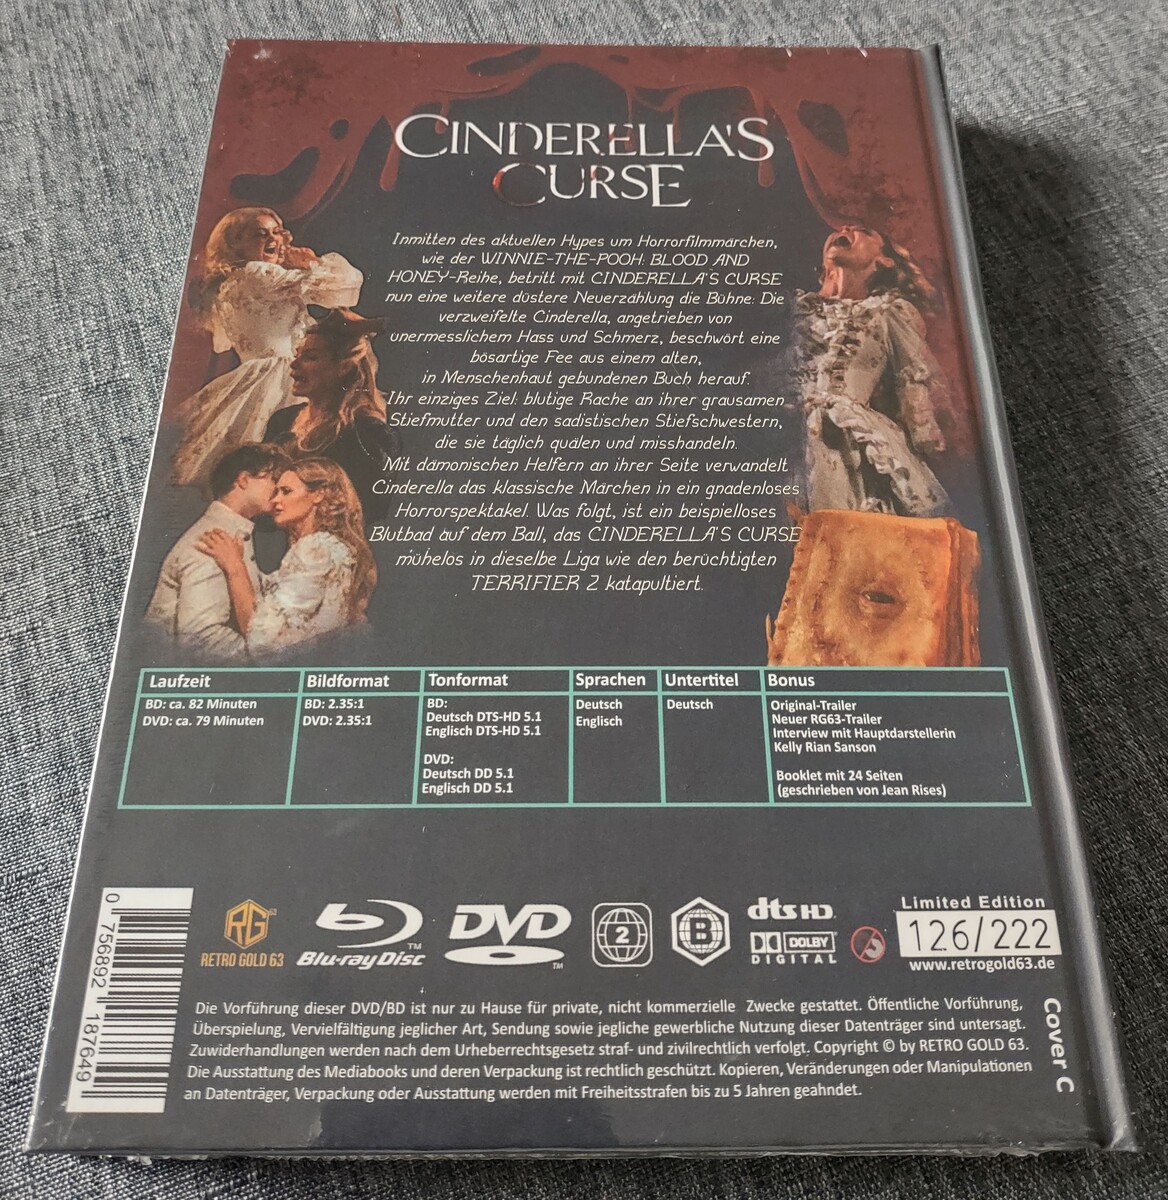 CINDERELLA'S
CURSE
Inmitten des aktuellen Hypes um Horrorfilmmärchen,
wie der WINNIE-THE-POOH: BLOOD AND
HONEY-Reihe, betritt mit CINDERELLA'S CURSE
nun eine weitere düstere Neuerzählung die Bühne: Die
verzweifelte Cinderella, angetrieben von
unermesslichem Hass und Schmerz, beschwört eine
bösartige Fee aus einem alten,
in Menschenhaut gebundenen Buch herauf.
Ihr einziges Ziel: blutige Rache an ihrer grausamen
Stiefmutter und den sadistischen Stiefschwestern,
die sie täglich quälen und misshandeln.
Mit dämonischen Helfern an ihrer Seite verwandelt
Cinderella das klassische Märchen in ein gnadenloses
Horrorspektakel. Was folgt, ist ein beispielloses
Blutbad auf dem Ball, das CINDERELLA'S CURSE
mühelos in dieselbe Liga wie den berüchtigten
TERRIFIER 2 katapultiert.
Laufzeit
BD: ca. 82 Minuten
DVD: ca. 79 Minuten
Bildformat
BD: 2.35:1
DVD: 2.35:1
Tonformat
BD:
Deutsch DTS-HD 5.1
Englisch DTS-HD 5.1
DVD:
Deutsch DD 5.1
Englisch DD 5.1
Sprachen
Deutsch
Englisch
Untertitel
Deutsch
Bonus
Original-Trailer
Neuer RG63-Trailer
Interview mit Hauptdarstellerin
Kelly Rian Sanson
Booklet mit 24 Seiten
(geschrieben von Jean Rises)
0 756892 187649
RG 63
RETRO GOLD 63
Blu-ray Disc TM
DVD TM
2
B
dts HD
DOLBY
DIGITAL
Limited Edition
126/222
www.retrogold63.de
Die Vorführung dieser DVD/BD ist nur zu Hause für private, nicht kommerzielle Zwecke gestattet. Öffentliche Vorführung,
Überspielung, Vervielfältigung jeglicher Art, Sendung sowie jegliche gewerbliche Nutzung dieser Datenträger sind untersagt.
Zuwiderhandlungen werden nach dem Urheberrechtsgesetz straf- und zivilrechtlich verfolgt. Copyright © by RETRO GOLD 63.
Die Ausstattung des Mediabooks und deren Verpackung ist rechtlich geschützt. Kopieren, Veränderungen oder Manipulationen
an Datenträger, Verpackung oder Ausstattung werden mit Freiheitsstrafen bis zu 5 Jahren geahndet.
Cover C